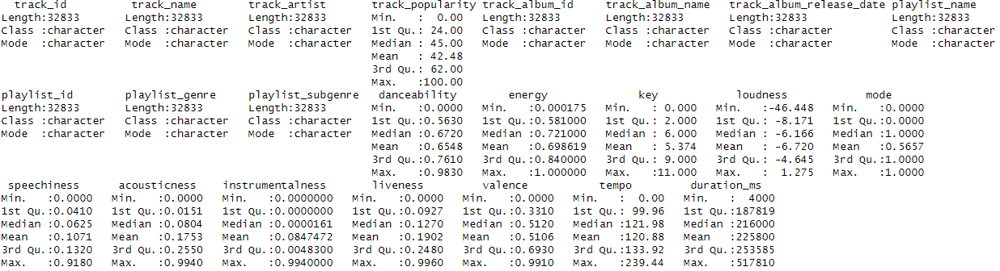 track_id track_name track_artist track_popularity track_album_id track_album_name track_album_release_date playlist_name
Length:32833 Length:32833 Length:32833 Min. : 0.00 Length:32833 Length:32833 Length:32833 Length:32833
Class :character Class :character Class :character 1st Qu.: 24.00 Class :character Class :character Class :character Class :character
Mode :character Mode :character Mode :character Median : 45.00 Mode :character Mode :character Mode :character Mode :character
Mean : 42.48
3rd Qu.: 62.00
Max. :100.00
playlist_id playlist_genre playlist_subgenre danceability energy key loudness mode
Length:32833 Length:32833 Length:32833 Min. :0.0000 Min. :0.000175 Min. : 0.000 Min. :-46.448 Min. :0.0000
Class :character Class :character Class :character 1st Qu.:0.5630 1st Qu.:0.581000 1st Qu.: 2.000 1st Qu.: -8.171 1st Qu.:0.0000
Mode :character Mode :character Mode :character Median :0.6720 Median :0.721000 Median : 6.000 Median : -6.166 Median :1.0000
Mean :0.6548 Mean :0.698619 Mean : 5.374 Mean : -6.720 Mean :0.5657
3rd Qu.:0.7610 3rd Qu.:0.840000 3rd Qu.: 9.000 3rd Qu.: -4.645 3rd Qu.:1.0000
Max. :0.9830 Max. :1.000000 Max. :11.000 Max. : 1.275 Max. :1.0000
speechiness acousticness instrumentalness liveness valence tempo duration_ms
Min. :0.0000 Min. :0.0000 Min. :0.0000000 Min. :0.0000 Min. :0.0000 Min. : 0.00 Min. : 4000
1st Qu.:0.0410 1st Qu.:0.0151 1st Qu.:0.0000000 1st Qu.:0.0927 1st Qu.:0.3310 1st Qu.: 99.96 1st Qu.:187819
Median :0.0625 Median :0.0804 Median :0.0000161 Median :0.1270 Median :0.5120 Median :121.98 Median :216000
Mean :0.1071 Mean :0.1753 Mean :0.0847472 Mean :0.1902 Mean :0.5106 Mean :120.88 Mean :225800
3rd Qu.:0.1320 3rd Qu.:0.2550 3rd Qu.:0.0048300 3rd Qu.:0.2480 3rd Qu.:0.6930 3rd Qu.:133.92 3rd Qu.:253585
Max. :0.9180 Max. :0.9940 Max. :0.9940000 Max. :0.9960 Max. :0.9910 Max. :239.44 Max. :517810